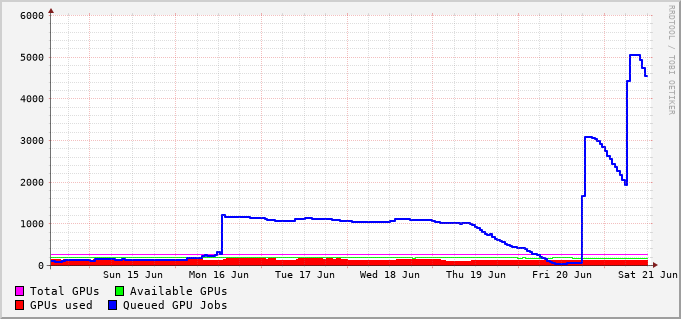 6000
5000
4000
3000
2000
1000
0
Sun 15 Jun Mon 16 Jun Tue 17 Jun Wed 18 Jun Thu 19 Jun Fri 20 Jun Sat 21 Jun
Total GPUs Available GPUs
GPUs used Queued GPU Jobs
RRDTOOL / TOBI OETIKER